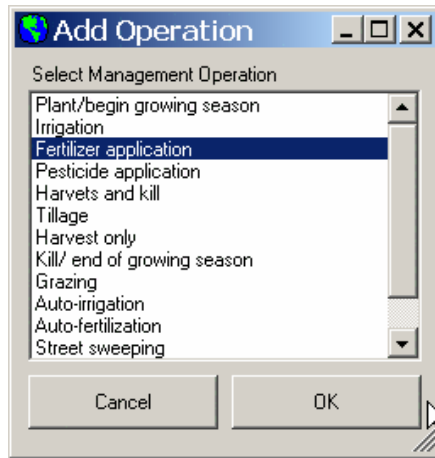 Add Operation
Select Management Operation
Plant/begin growing season
Irrigation
Fertilizer application
Pesticide application
Harvets and kill
Tillage
Harvest only
Kill/ end of growing season
Grazing
Auto-irrigation
Auto-fertilization
Street sweeping
Cancel OK